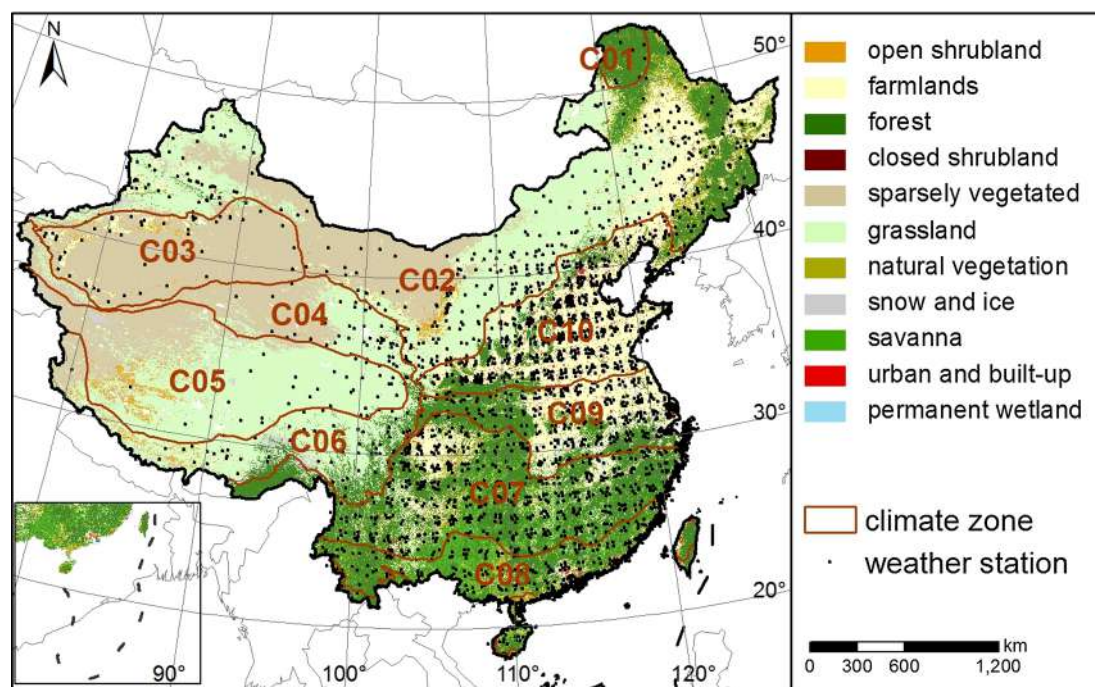 N
50°
C01
40°
C03
C02
C04
C10
C05
30°
C09
C06
C07
C08
20°
90°
100°
110°
120°
open shrubland
farmlands
forest
closed shrubland
sparsely vegetated
grassland
natural vegetation
snow and ice
savanna
urban and built-up
permanent wetland
climate zone
weather station
km
0 300 600 1,200